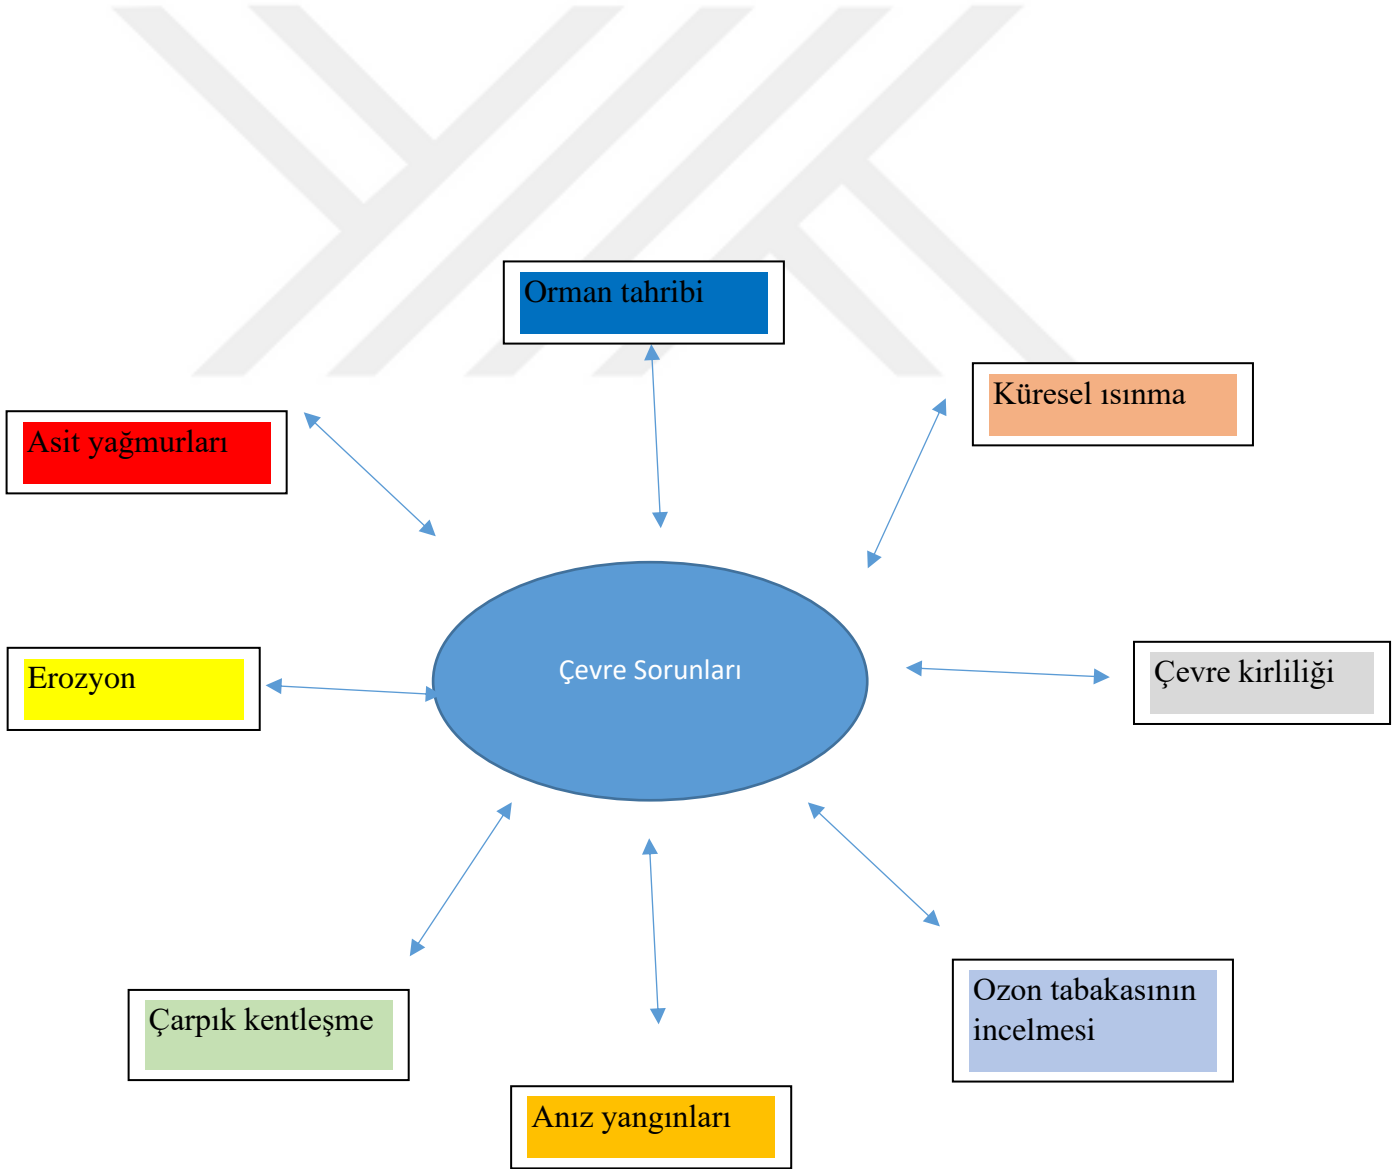 Orman tahribi
Küresel ısınma
Asit yağmurları
Erozyon
Çevre Sorunları
Çevre kirliliği
Ozon tabakasının
incelmesi
Çarpık kentleşme
Anız yangınları